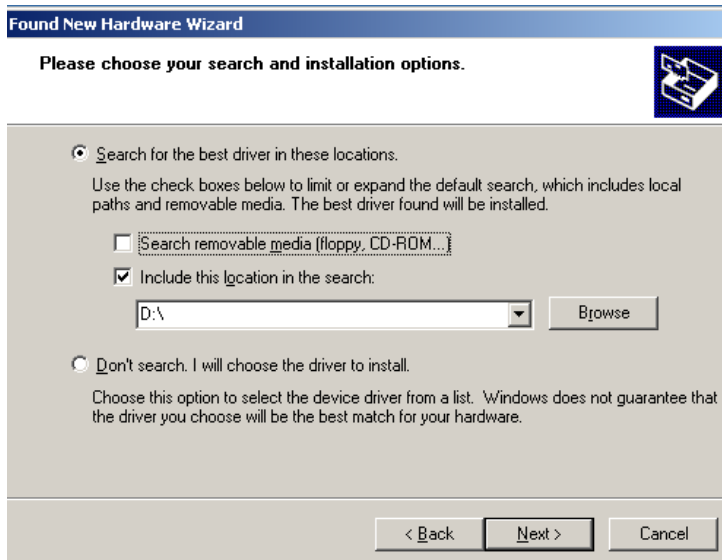 Found New Hardware Wizard
Please choose your search and installation options.
Search for the best driver in these locations.
Use the check boxes below to limit or expand the default search, which includes local
paths and removable media. The best driver found will be installed.
Search removable media (floppy, CD-ROM...)
Include this location in the search:
D:\
Browse
Don't search. I will choose the driver to install.
Choose this option to select the device driver from a list. Windows does not guarantee that
the driver you choose will be the best match for your hardware.
< Back
Next >
Cancel